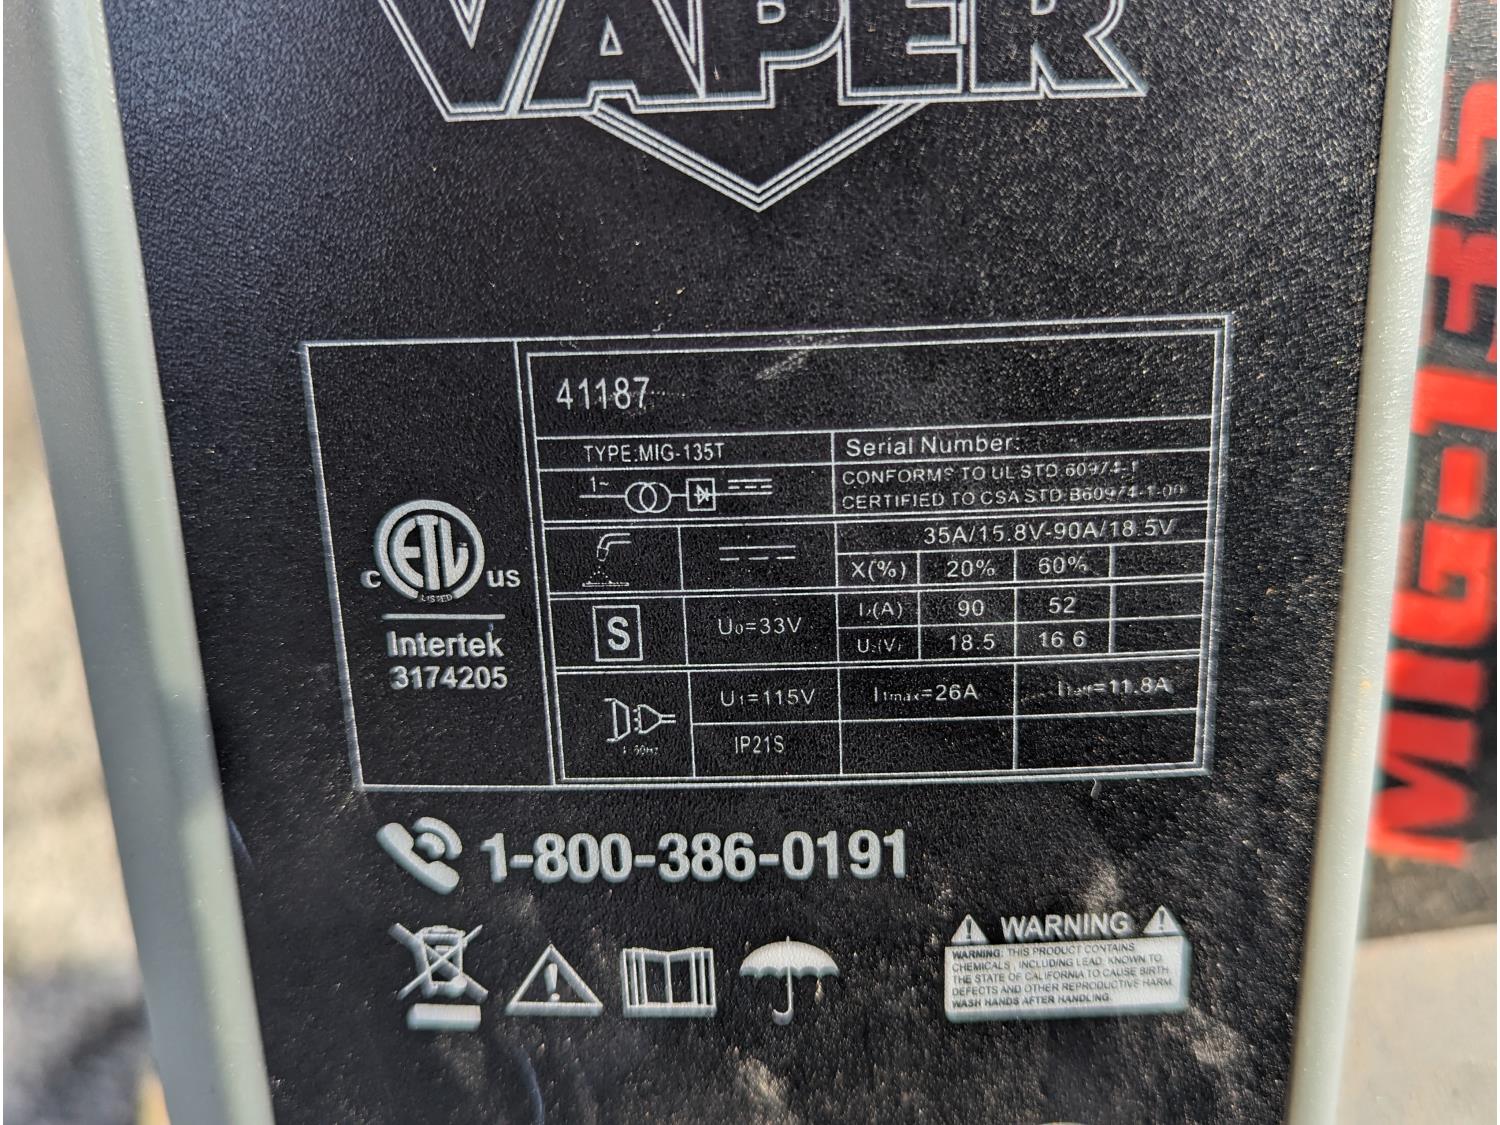 VAPER
41187
TYPE:MIG-135T
Serial Number:
1~
CONFORMS TO UL STD 60974-1
CERTIFIED TO CSA STD B60974-1-00
35A/15.8V-90A/18.5V
X(%) 20% 60%
I₂(A) 90 52
U₂(V) 18.5 16.6
S
U₀=33V
U₁=115V
I₁max=26A
=11.8A
IP21S
C ETL US
LISTED
Intertek
3174205
1-800-386-0191
WARNING
WARNING: THIS PRODUCT CONTAINS
CHEMICALS, INCLUDING LEAD, KNOWN TO
THE STATE OF CALIFORNIA TO CAUSE BIRTH
DEFECTS AND OTHER REPRODUCTIVE HARM.
WASH HANDS AFTER HANDLING.
MIG-135